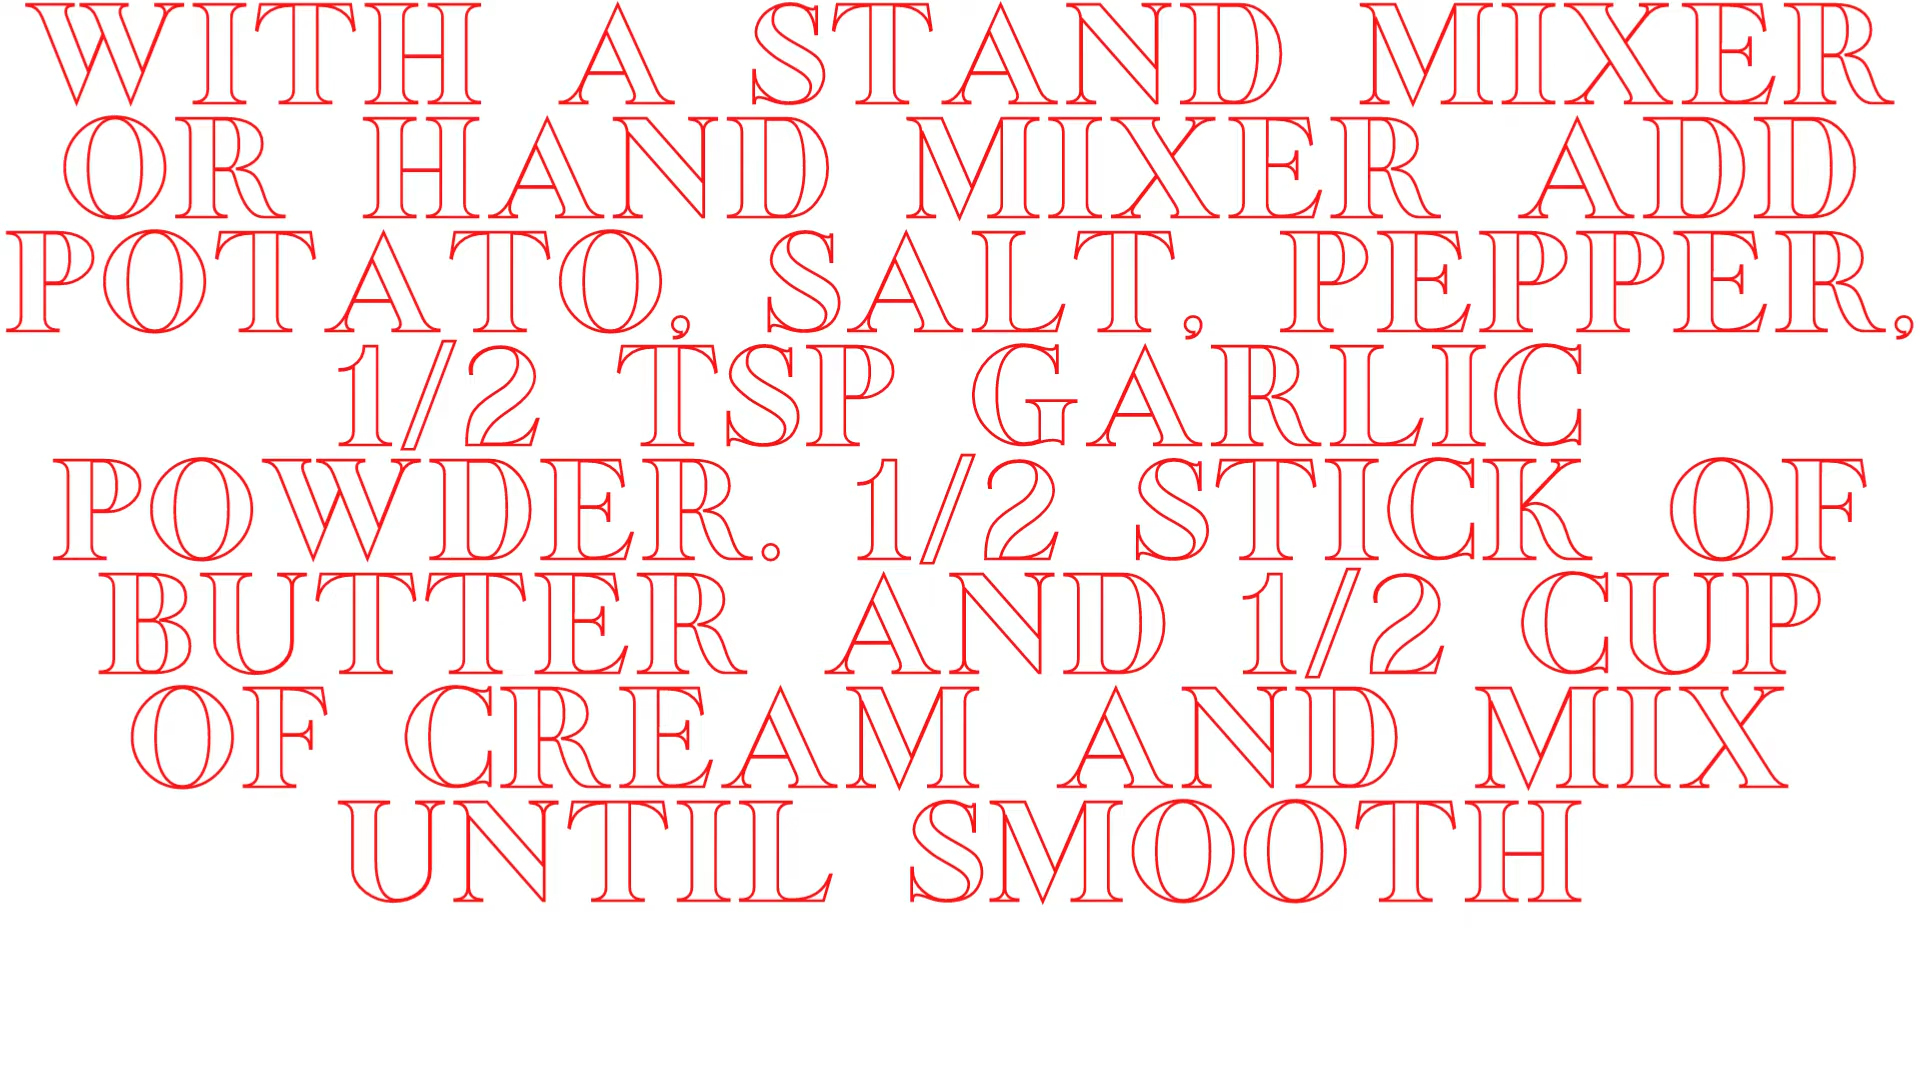 WITH A STAND MIXER
OR HAND MIXER ADD
POTATO, SALT, PEPPER,
1/2 TSP GARLIC
POWDER. 1/2 STICK OF
BUTTER AND 1/2 CUP
OF CREAM AND MIX
UNTIL SMOOTH